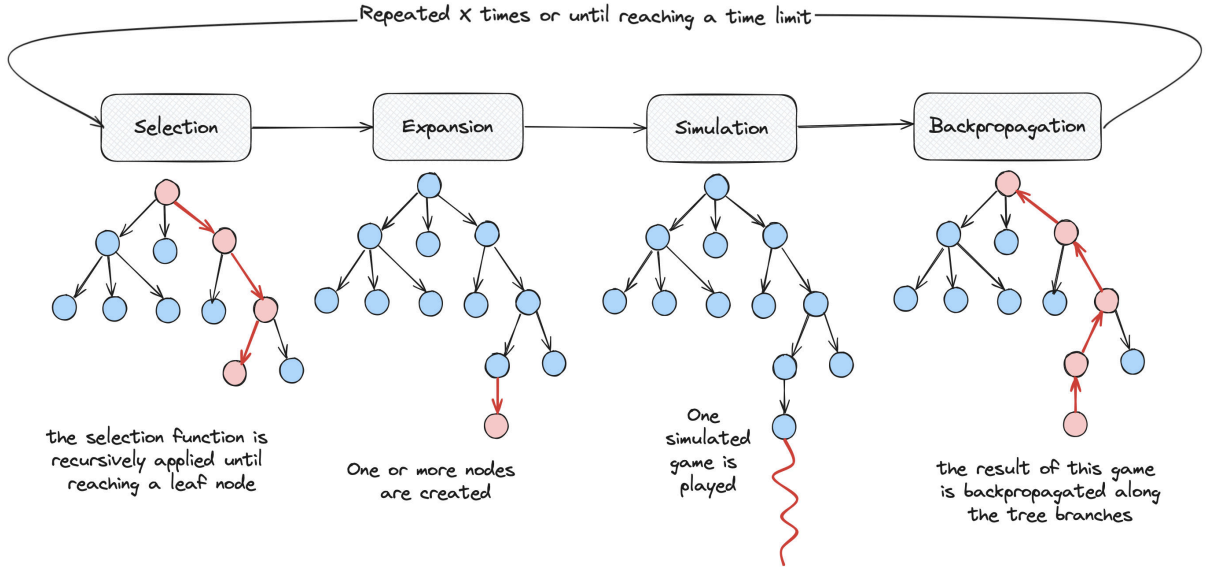 Repeated X times or until reaching a time limit
Selection
Expansion
Simulation
Backpropagation
the selection function is
recursively applied until
reaching a leaf node
One or more nodes
are created
One
simulated
game is
played
the result of this game
is backpropagated along
the tree branches